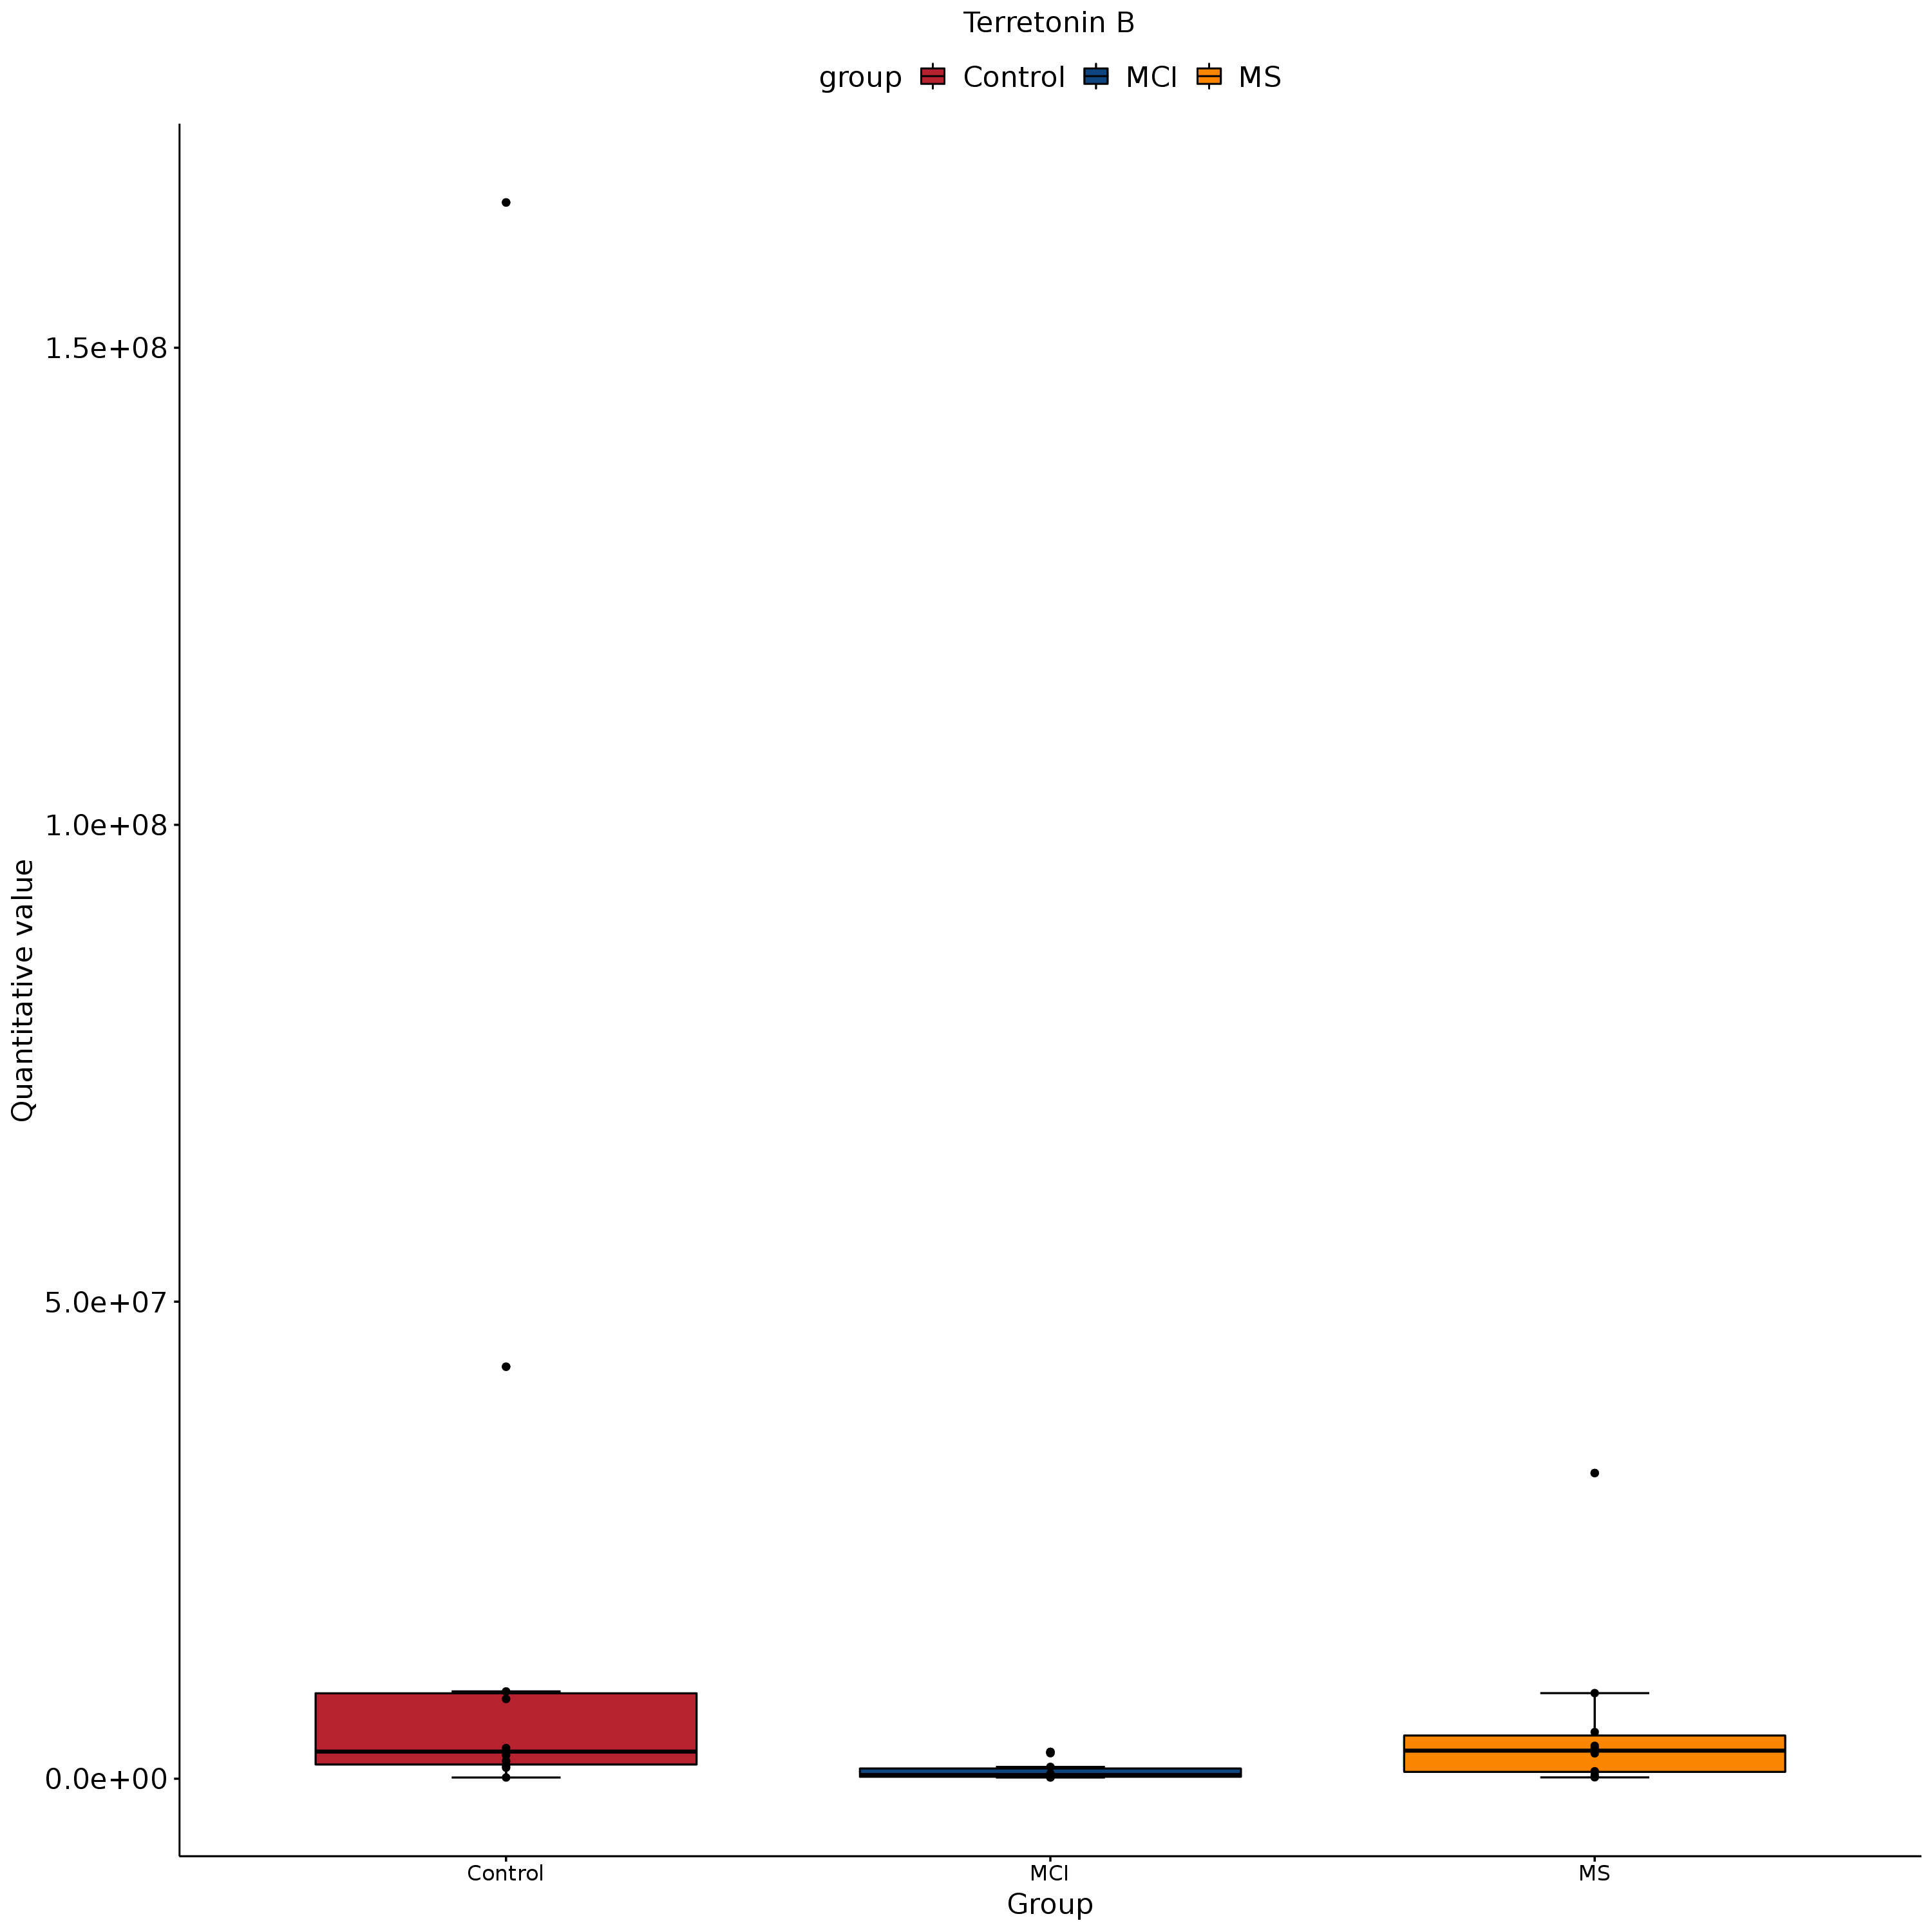 Terretonin B
group Control MCI MS
Quantitative value
1.5e+08
1.0e+08
5.0e+07
0.0e+00
Control MCI MS
Group